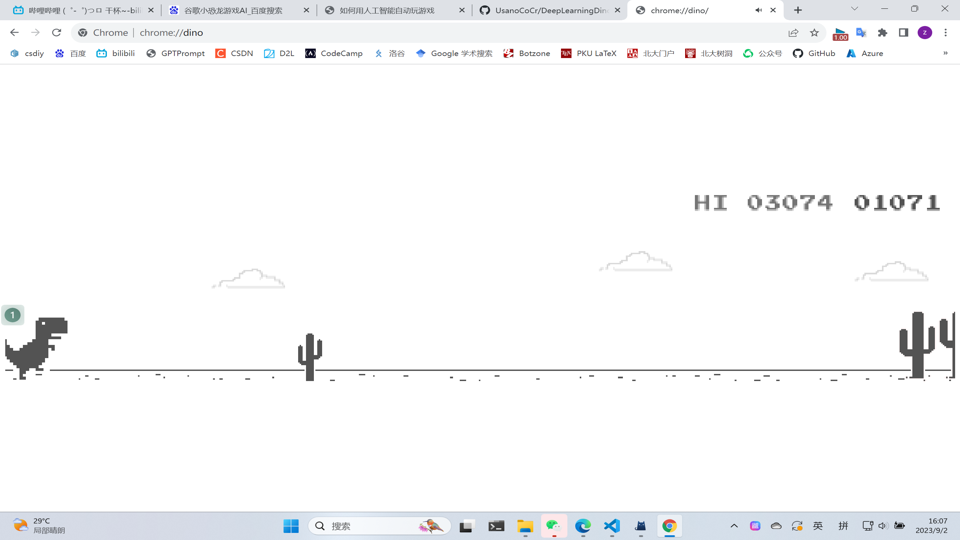 哔哩哔哩 (゜-゜)つロ 干杯~-bili
谷歌小恐龙游戏AI_百度搜索
如何用人工智能自动玩游戏
UsanoCoCr/DeepLearningDin
chrome://dino/
Chrome | chrome://dino
1.00
z
csdiy
百度
bilibili
GPTPrompt
CSDN
D2L
CodeCamp
洛谷
Google 学术搜索
Botzone
PKU LaTeX
北大门户
北大树洞
公众号
GitHub
Azure
»
HI 03074 01071
1
29°C
局部晴朗
搜索
英
拼
16:07
2023/9/2